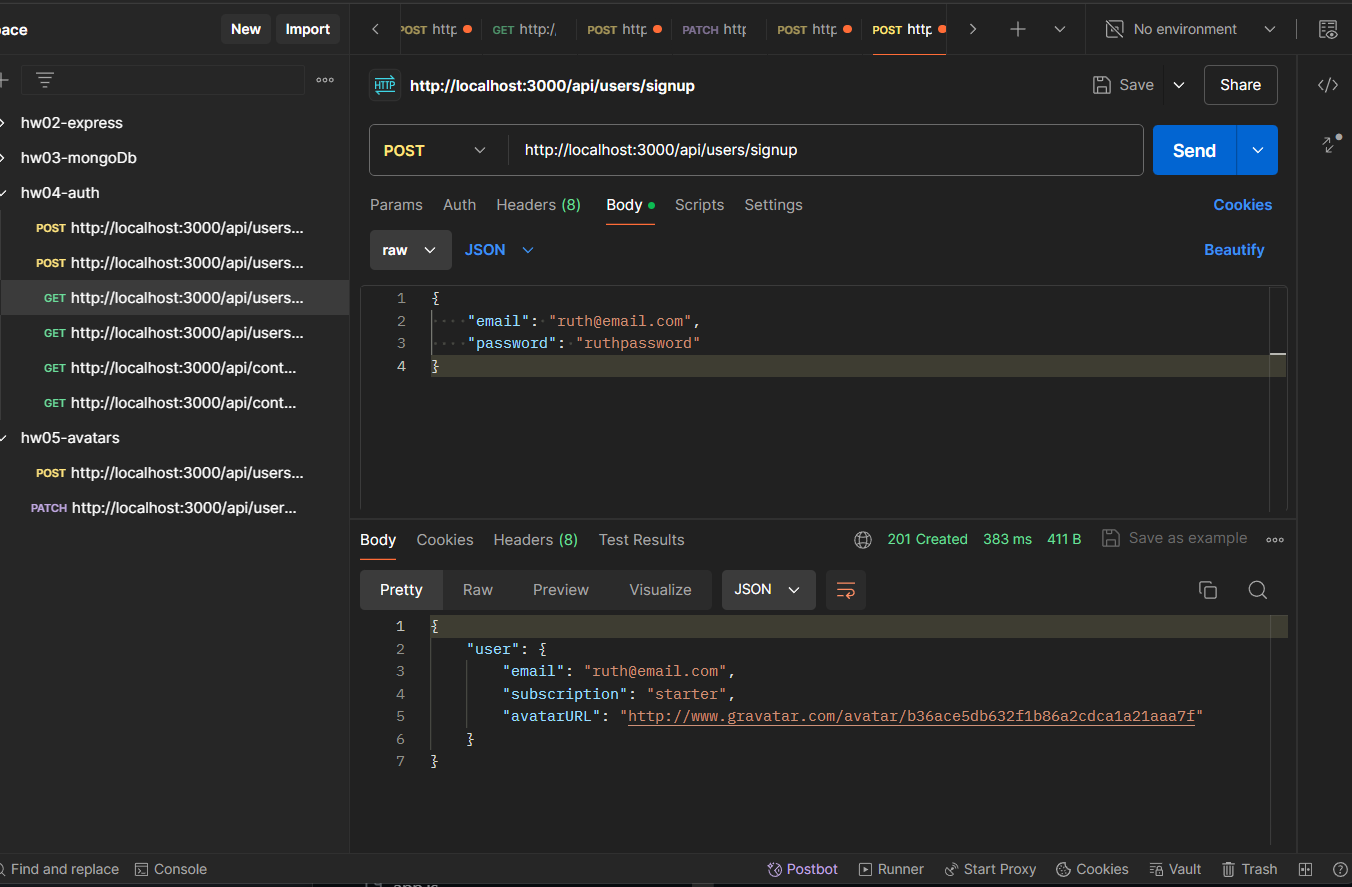 ace
New Import
POST http
GET http:/
POST http
PATCH http
POST http
POST http
No environment
http://localhost:3000/api/users/signup
Save
Share
hw02-express
hw03-mongoDb
hw04-auth
POST http://localhost:3000/api/users...
POST http://localhost:3000/api/users...
GET http://localhost:3000/api/users...
GET http://localhost:3000/api/users...
GET http://localhost:3000/api/cont...
GET http://localhost:3000/api/cont...
hw05-avatars
POST http://localhost:3000/api/users...
PATCH http://localhost:3000/api/user...
HTTP
POST http://localhost:3000/api/users/signup Send
Params Auth Headers (8) Body Scripts Settings Cookies
raw JSON Beautify
1 {
2 "email": "ruth@email.com",
3 "password": "ruthpassword"
4 }
Body Cookies Headers (8) Test Results 201 Created 383 ms 411 B Save as example
Pretty Raw Preview Visualize JSON
1 {
2 "user": {
3 "email": "ruth@email.com",
4 "subscription": "starter",
5 "avatarURL": "http://www.gravatar.com/avatar/b36ace5db632f1b86a2cdca1a21aaa7f"
6 }
7 }
Find and replace Console Postbot Runner Start Proxy Cookies Vault Trash